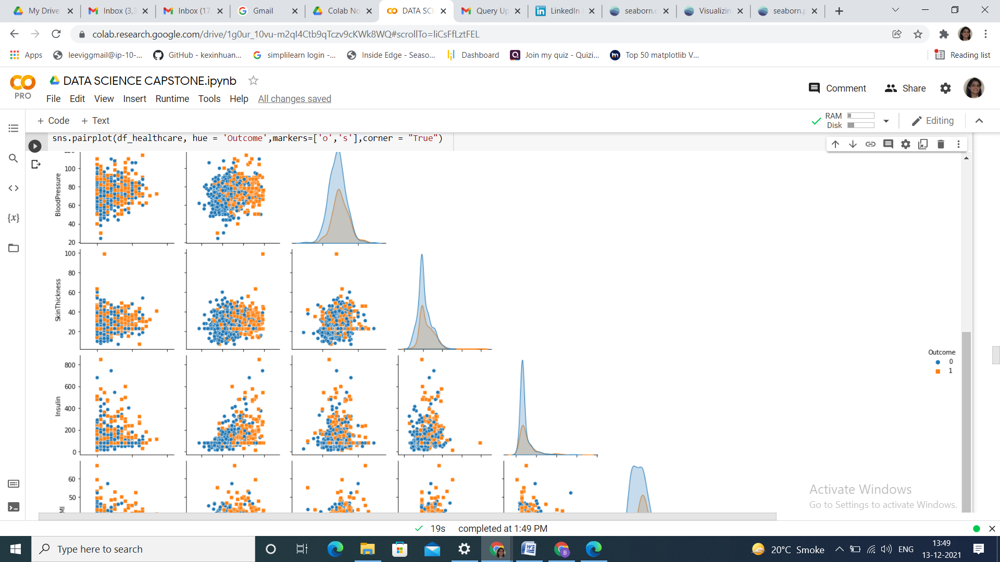 My Drive
Inbox (3,3
Inbox (17
Gmail
Colab No
DATA SCI
Query Up
LinkedIn
seaborn.
Visualizin
seaborn.p
colab.research.google.com/drive/1g0ur_10vu-m2qI4Ctb9qTczv9cKWk8WQ#scrollTo=liCsFfLztFEL
Apps
leeviggmail@ip-10-...
GitHub - kexinhuan...
simplilearn login -...
Inside Edge - Seaso...
Dashboard
Join my quiz - Quizi...
Top 50 matplotlib V...
Reading list
PRO
DATA SCIENCE CAPSTONE.ipynb
File Edit View Insert Runtime Tools Help All changes saved
Comment
Share
+ Code + Text
RAM
Disk
Editing
sns.pairplot(df_healthcare, hue = 'Outcome',markers=['o','s'],corner = "True")
{x}
BloodPressure
100
80
60
40
20
SkinThickness
100
80
60
40
20
Insulin
800
600
400
200
0
60
50
MI
Outcome
0
1
Activate Windows
Go to Settings to activate Windows.
19s completed at 1:49 PM
Type here to search
20°C Smoke
ENG
13:49
13-12-2021